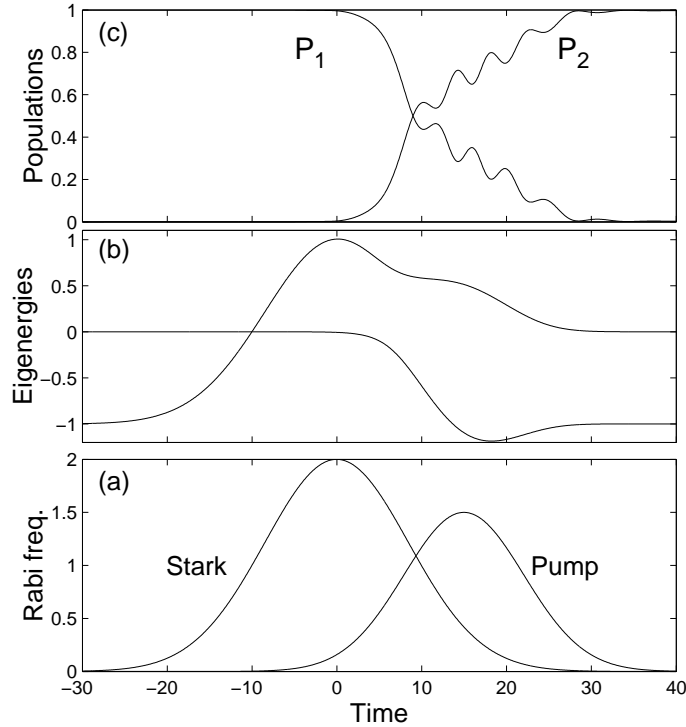 (c)
P1
P2
Populations
1
0.8
0.6
0.4
0.2
0
(b)
Eigenergies
1
0.5
0
−0.5
−1
(a)
Rabi freq.
2
1.5
1
0.5
0
Stark
Pump
−30 −20 −10 0 10 20 30 40
Time